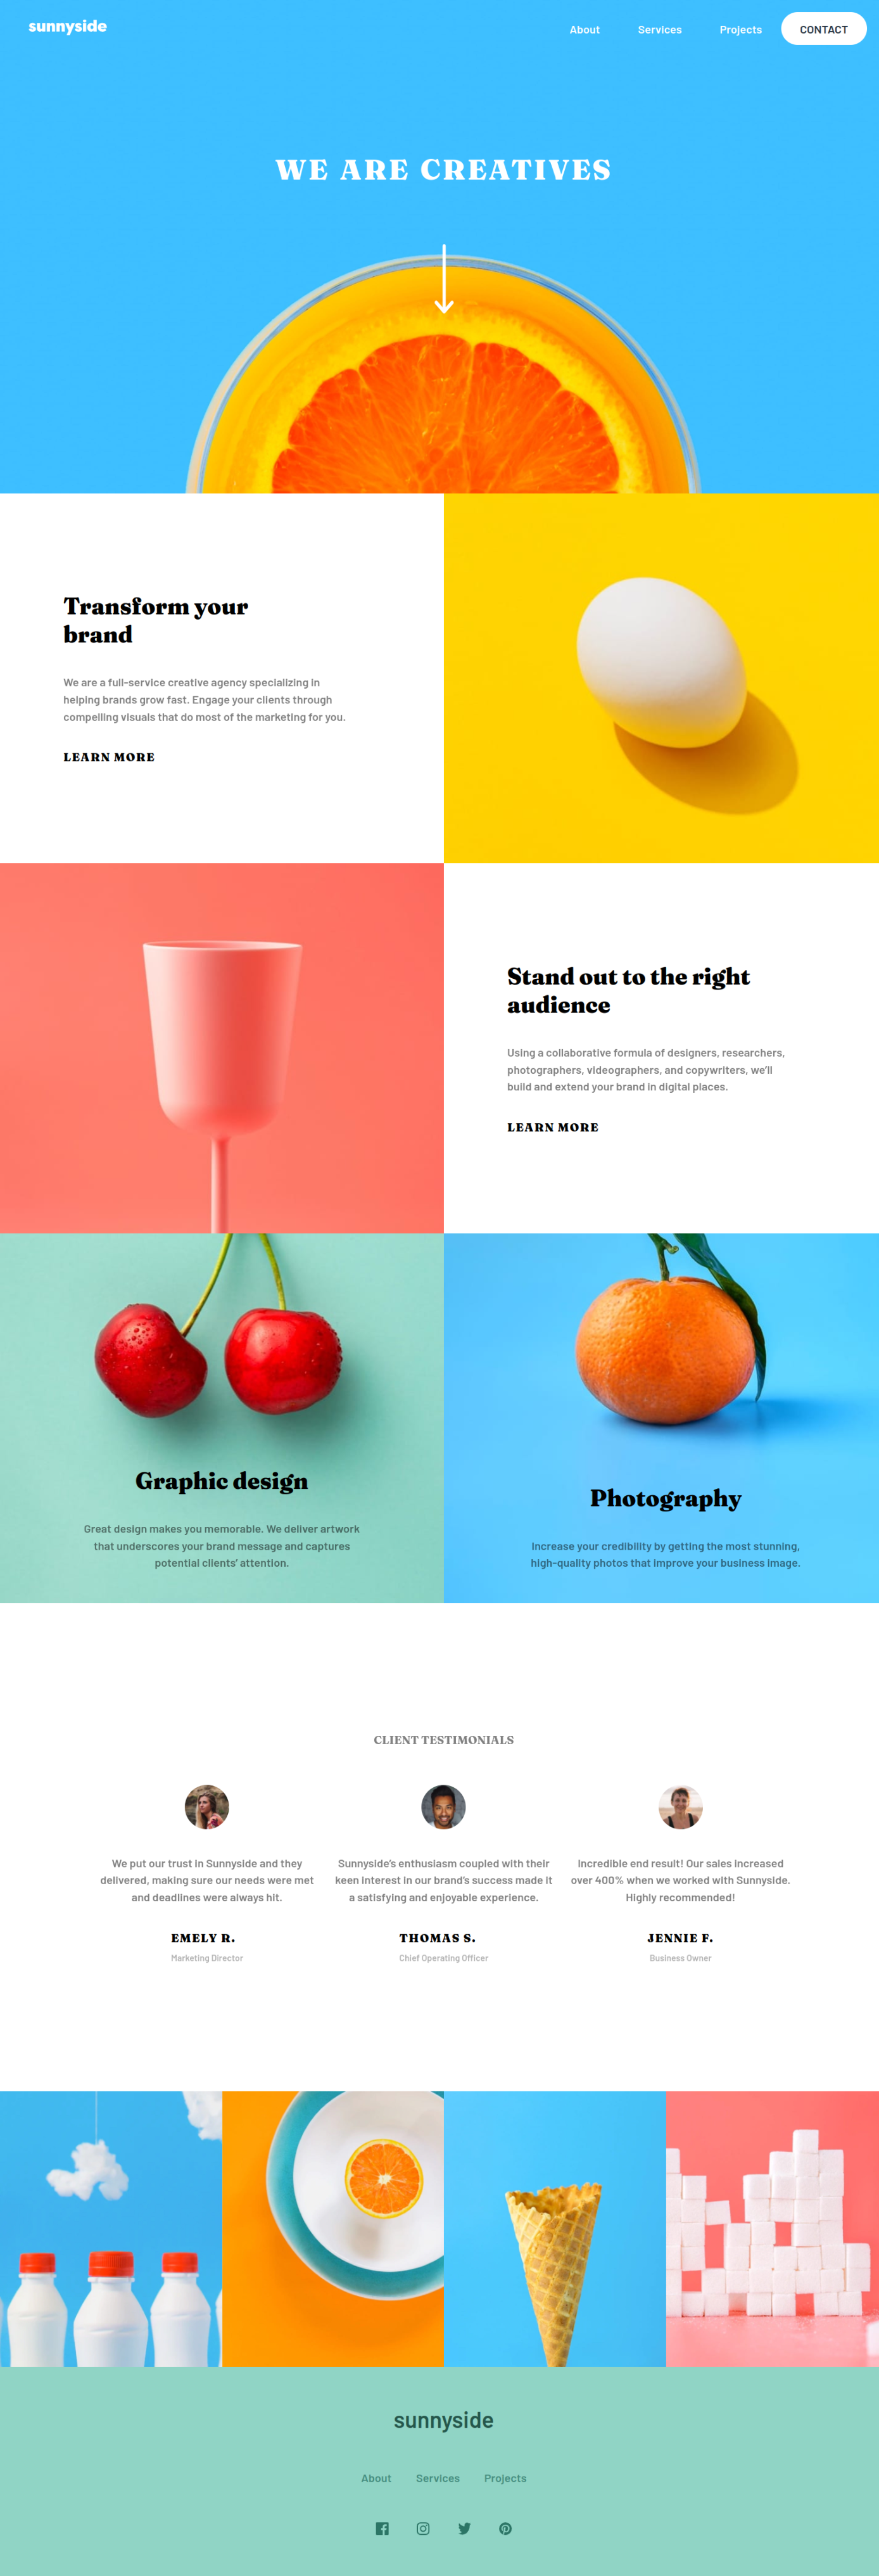 sunnyside
About Services Projects CONTACT
WE ARE CREATIVES
Transform your
brand
We are a full-service creative agency specializing in
helping brands grow fast. Engage your clients through
compelling visuals that do most of the marketing for you.
LEARN MORE
Stand out to the right
audience
Using a collaborative formula of designers, researchers,
photographers, videographers, and copywriters, we’ll
build and extend your brand in digital places.
LEARN MORE
Graphic design
Great design makes you memorable. We deliver artwork
that underscores your brand message and captures
potential clients’ attention.
Photography
Increase your credibility by getting the most stunning,
high-quality photos that improve your business image.
CLIENT TESTIMONIALS
We put our trust in Sunnyside and they
delivered, making sure our needs were met
and deadlines were always hit.
EMELY R.
Marketing Director
Sunnyside’s enthusiasm coupled with their
keen interest in our brand’s success made it
a satisfying and enjoyable experience.
THOMAS S.
Chief Operating Officer
Incredible end result! Our sales increased
over 400% when we worked with Sunnyside.
Highly recommended!
JENNIE F.
Business Owner
sunnyside
About Services Projects